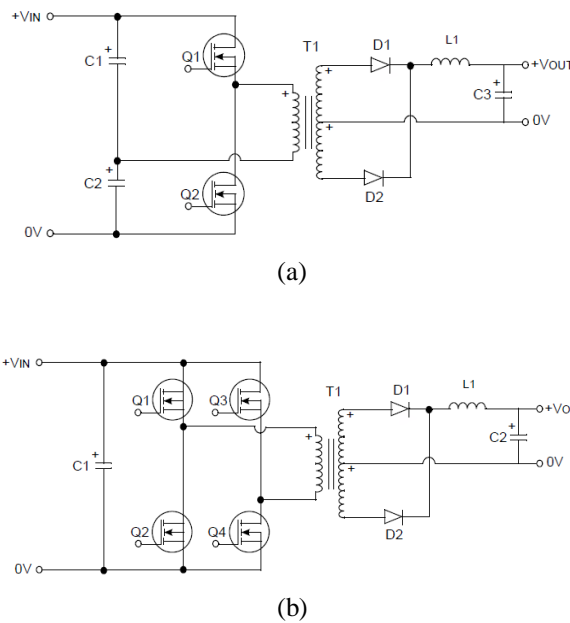 +VIN
C1 +
Q1
T1
D1
L1
+VOUT
+
+
C3 +
0V
+
C2 +
Q2
D2
0V
(a)
+VIN
Q1
Q3
T1
D1
L1
+Vo
+
+
C2 +
0V
C1 +
+
Q2
Q4
D2
0V
(b)